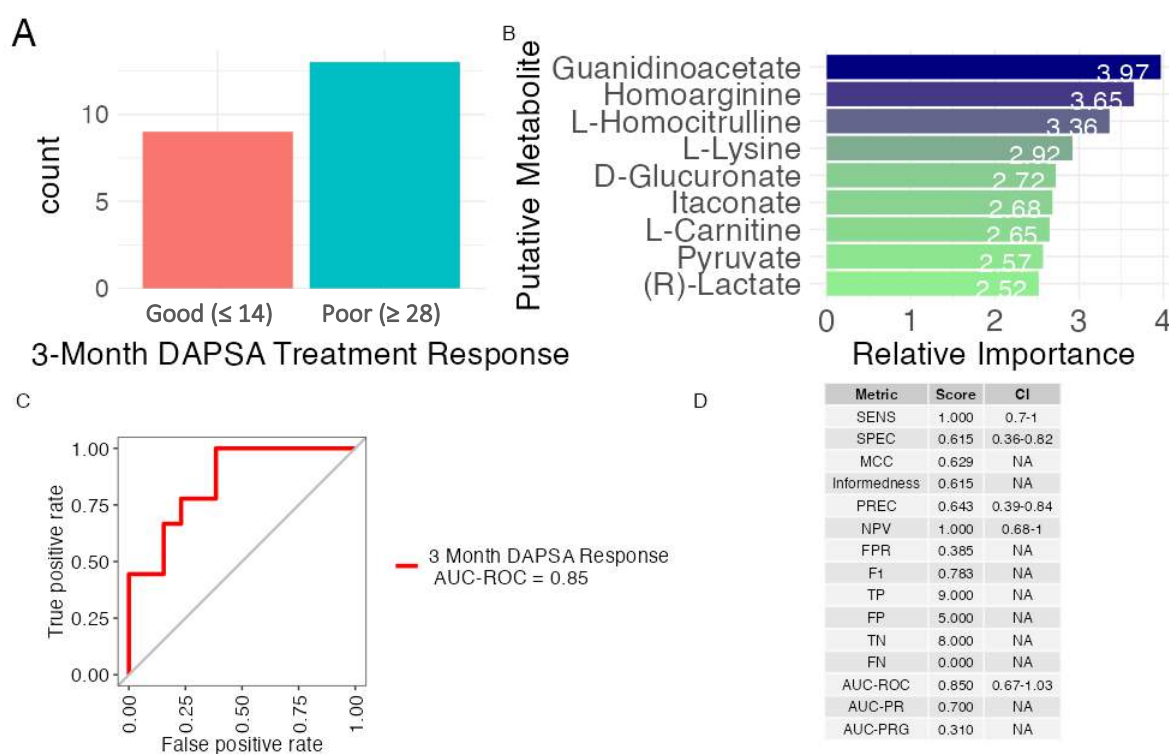 A
count
10
5
0
Good (≤ 14)
Poor (≥ 28)
3-Month DAPSA Treatment Response
B
Putative Metabolite
Guanidinoacetate 3.97
Homoarginine 3.65
L-Homocitrulline 3.36
L-Lysine 2.92
D-Glucuronate 2.72
Itaconate 2.68
L-Carnitine 2.65
Pyruvate 2.57
(R)-Lactate 2.52
0 1 2 3 4
Relative Importance
C
True positive rate
1.00
0.75
0.50
0.25
0.00
0.00 0.25 0.50 0.75 1.00
False positive rate
3 Month DAPSA Response
AUC-ROC = 0.85
D
Metric Score CI
SENS 1.000 0.7-1
SPEC 0.615 0.36-0.82
MCC 0.629 NA
Informedness 0.615 NA
PREC 0.643 0.39-0.84
NPV 1.000 0.68-1
FPR 0.385 NA
F1 0.783 NA
TP 9.000 NA
FP 5.000 NA
TN 8.000 NA
FN 0.000 NA
AUC-ROC 0.850 0.67-1.03
AUC-PR 0.700 NA
AUC-PRG 0.310 NA